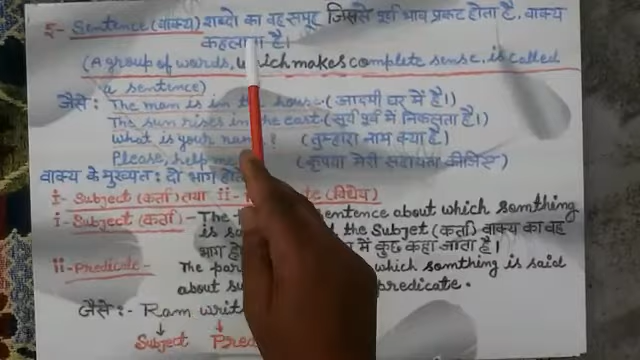 5- Sentence (वाक्य) शब्दो का वह समूह जिससे पूर्ण भाव प्रकट होता है, वाक्य
कहलाता है।
(A group of words, which makes complete sense, is called
a sentence)
जैसे: The man is in the house. (आदमी घर में है।)
The sun rises in the east. (सूर्य पूर्व में निकलता है।)
What is your name? (तुम्हारा नाम क्या है)
Please, help me (कृपया मेरी सहायता कीजिए)
वाक्य के मुख्यत: दो भाग
i- Subject (कर्ता) तथा ii- (विधेय)
i- Subject (कर्ता) - The sentence about which somthing
is the Subjet (कर्ता) वाक्य का वह
भाग में कुछ कहा जाता है।
ii- Predicate - The which somthing is said
about predicate.
जैसे:- Ram
Subject